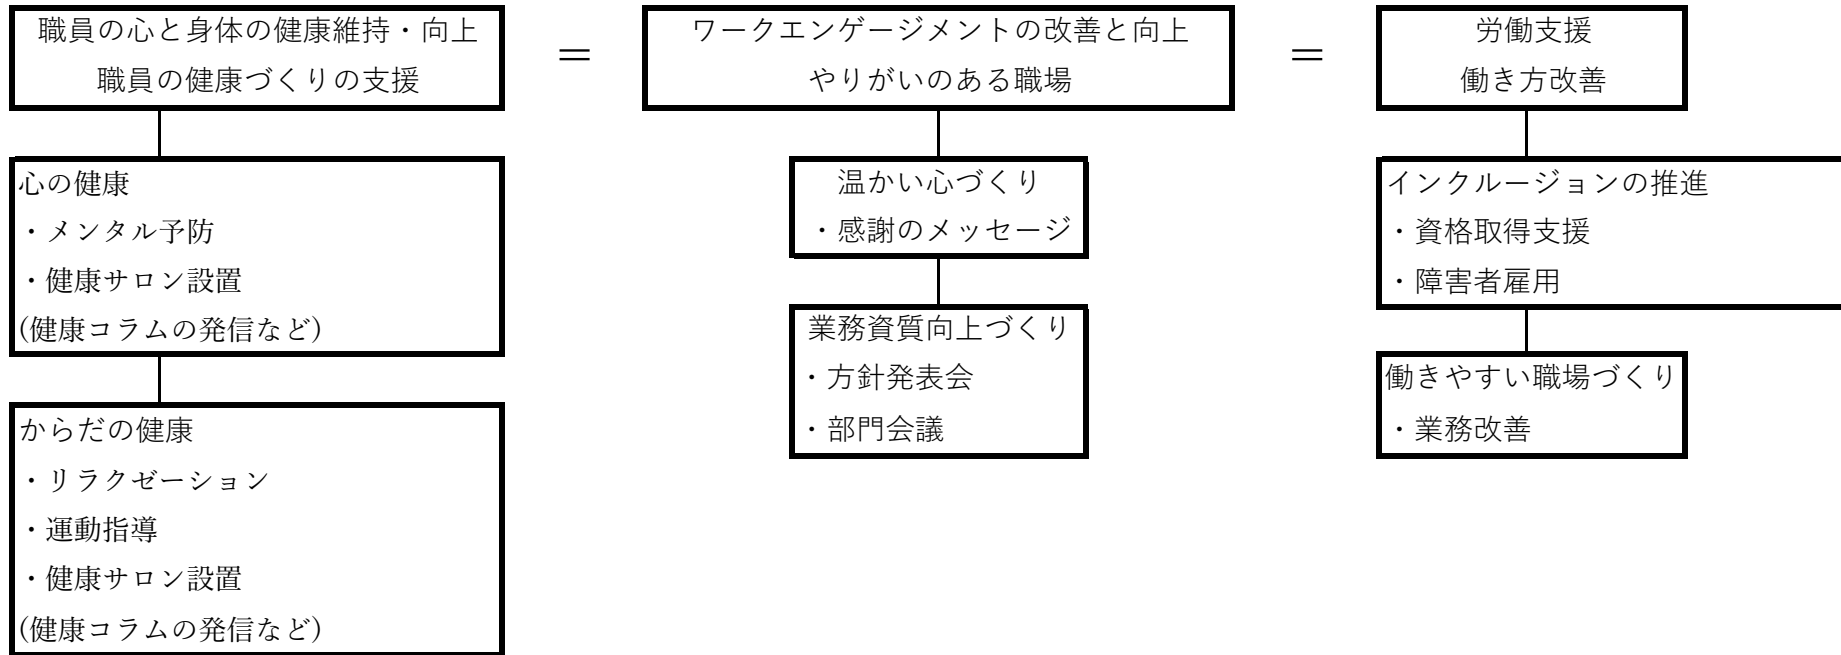 職員の心と身体の健康維持・向上
職員の健康づくりの支援
＝
ワークエンゲージメントの改善と向上
やりがいのある職場
＝
労働支援
働き方改善
心の健康
・メンタル予防
・健康サロン設置
(健康コラムの発信など)
からだの健康
・リラクゼーション
・運動指導
・健康サロン設置
(健康コラムの発信など)
温かい心づくり
・感謝のメッセージ
業務資質向上づくり
・方針発表会
・部門会議
インクルージョンの推進
・資格取得支援
・障害者雇用
働きやすい職場づくり
・業務改善